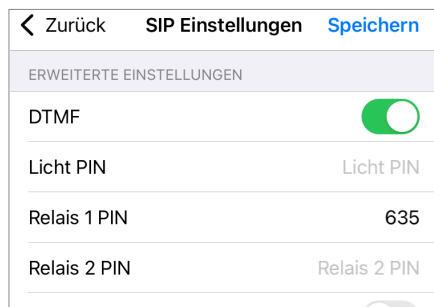 Zurück SIP Einstellungen Speichern
ERWEITERTE EINSTELLUNGEN
DTMF
Licht PIN Licht PIN
Relais 1 PIN 635
Relais 2 PIN Relais 2 PIN